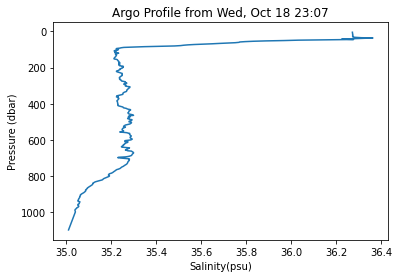 Argo Profile from Wed, Oct 18 23:07
0
200
400
600
800
1000
Pressure (dbar)
35.0 35.2 35.4 35.6 35.8 36.0 36.2 36.4
Salinity(psu)